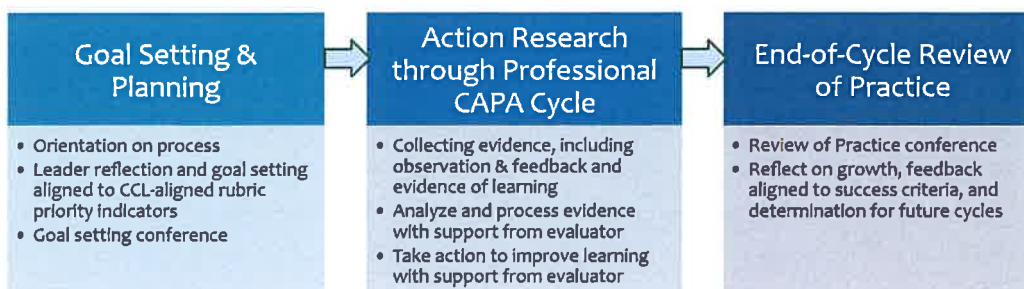 Goal Setting &
Planning
• Orientation on process
• Leader reflection and goal setting
aligned to CCL-aligned rubric
priority indicators
• Goal setting conference
Action Research
through Professional
CAPA Cycle
• Collecting evidence, including
observation & feedback and
evidence of learning
• Analyze and process evidence
with support from evaluator
• Take action to improve learning
with support from evaluator
End-of-Cycle Review
of Practice
• Review of Practice conference
• Reflect on growth, feedback
aligned to success criteria, and
determination for future cycles